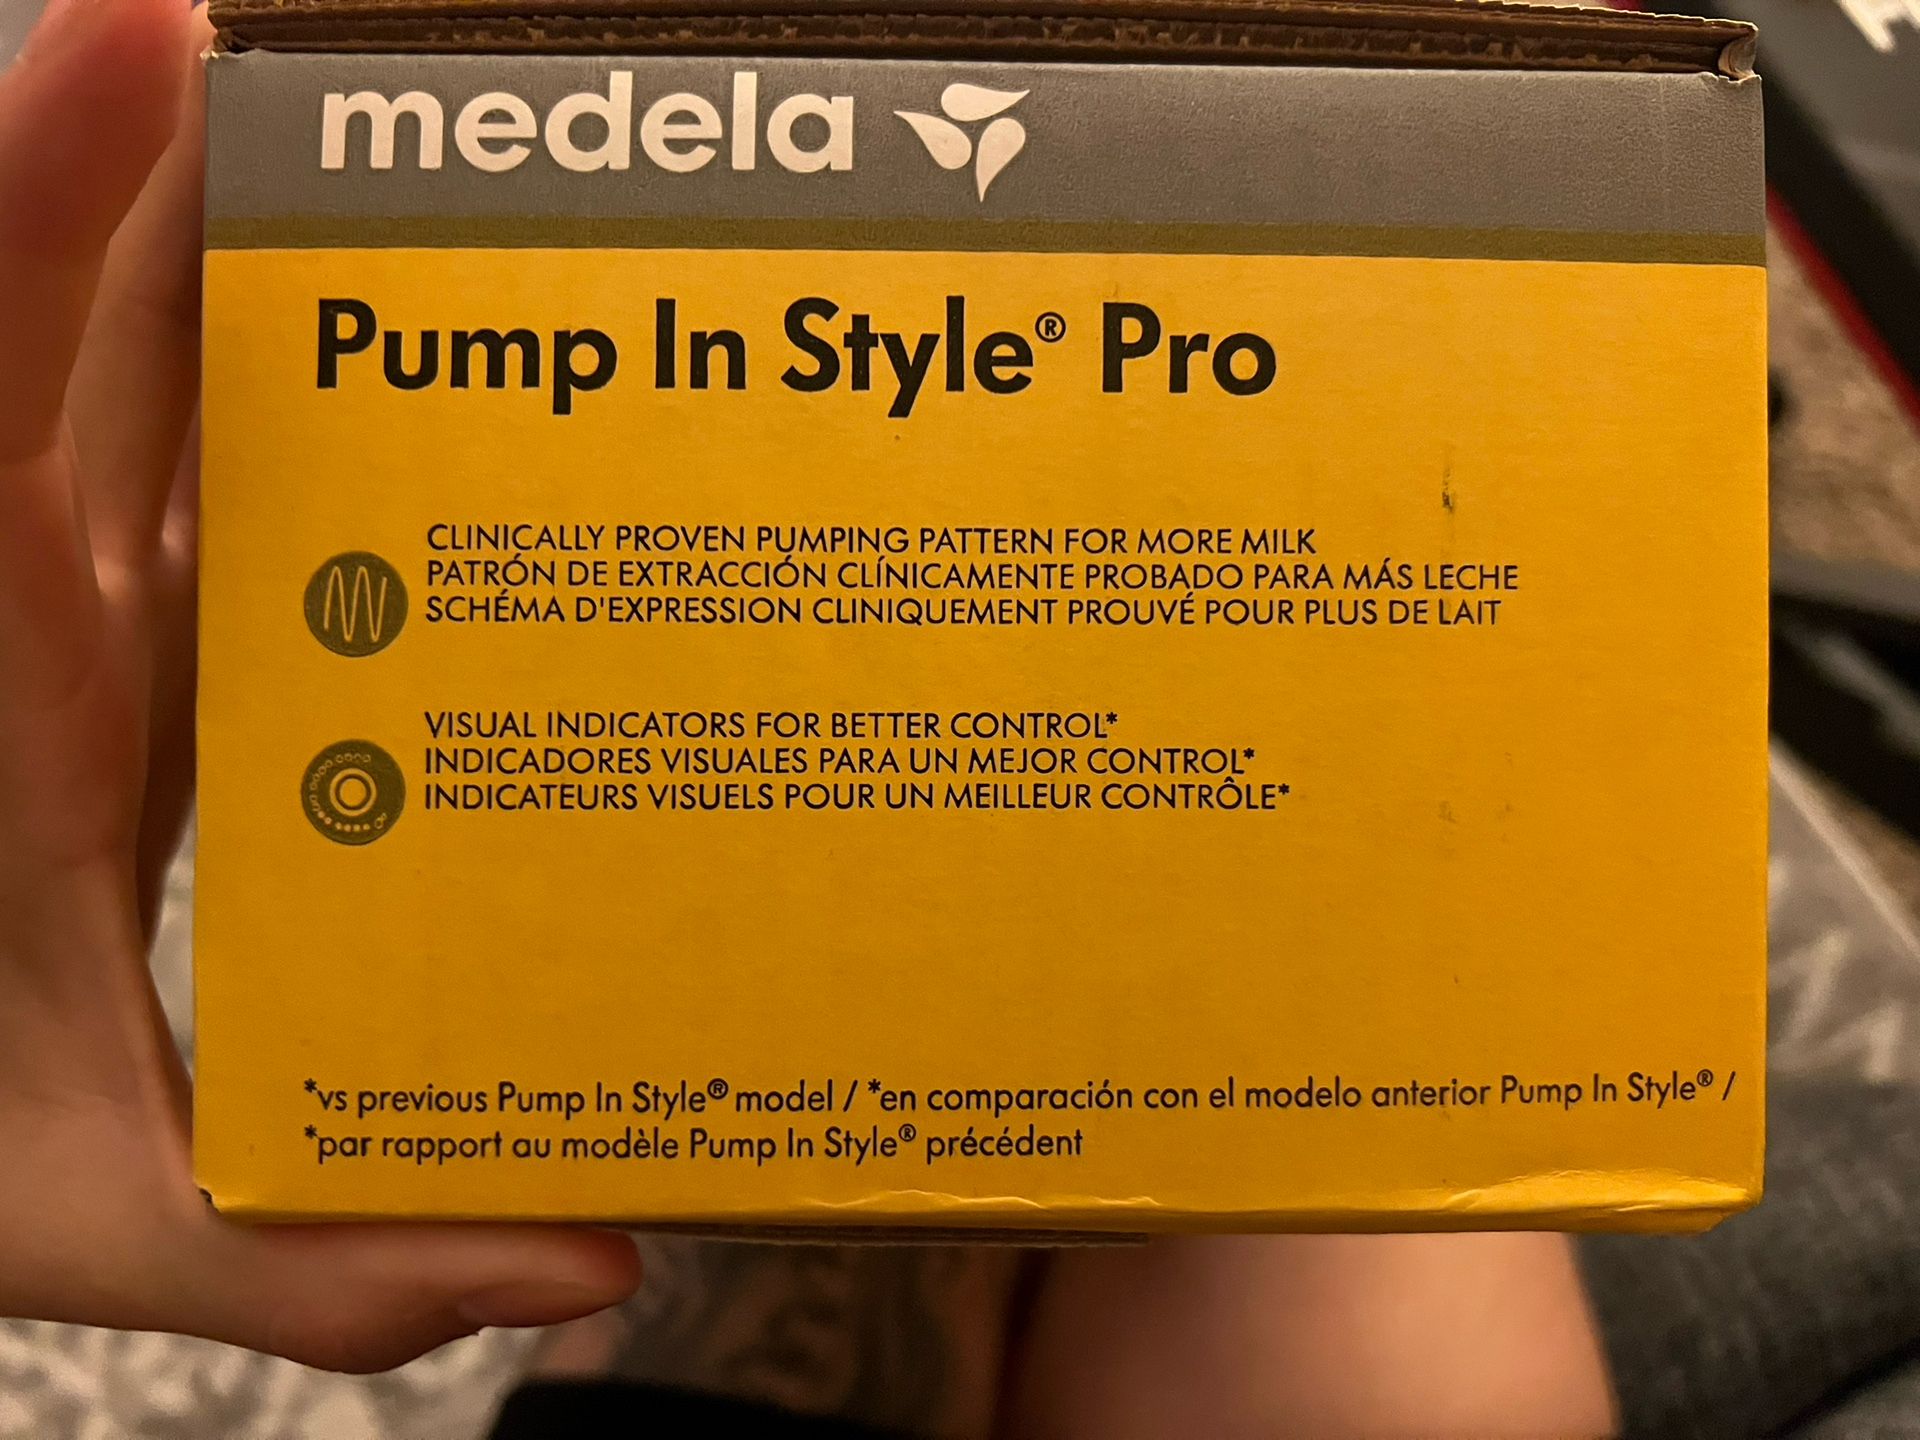 medela
Pump In Style® Pro
CLINICALLY PROVEN PUMPING PATTERN FOR MORE MILK
PATRÓN DE EXTRACCIÓN CLÍNICAMENTE PROBADO PARA MÁS LECHE
SCHÉMA D'EXPRESSION CLINIQUEMENT PROUVÉ POUR PLUS DE LAIT
VISUAL INDICATORS FOR BETTER CONTROL*
INDICADORES VISUALES PARA UN MEJOR CONTROL*
INDICATEURS VISUELS POUR UN MEILLEUR CONTRÔLE*
*vs previous Pump In Style® model / *en comparación con el modelo anterior Pump In Style® /
*par rapport au modèle Pump In Style® précédent